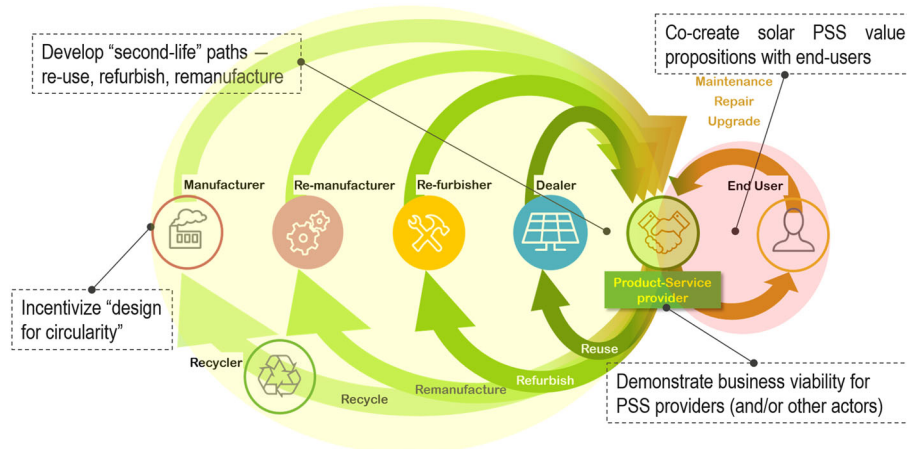 Develop “second-life” paths —
re-use, refurbish, remanufacture
Co-create solar PSS value
propositions with end-users
Maintenance
Repair
Upgrade
Manufacturer
Re-manufacturer
Re-furbisher
Dealer
End User
Product-Service
provider
Incentivize “design
for circularity”
Recycler
Reuse
Refurbish
Remanufacture
Recycle
Demonstrate business viability for
PSS providers (and/or other actors)